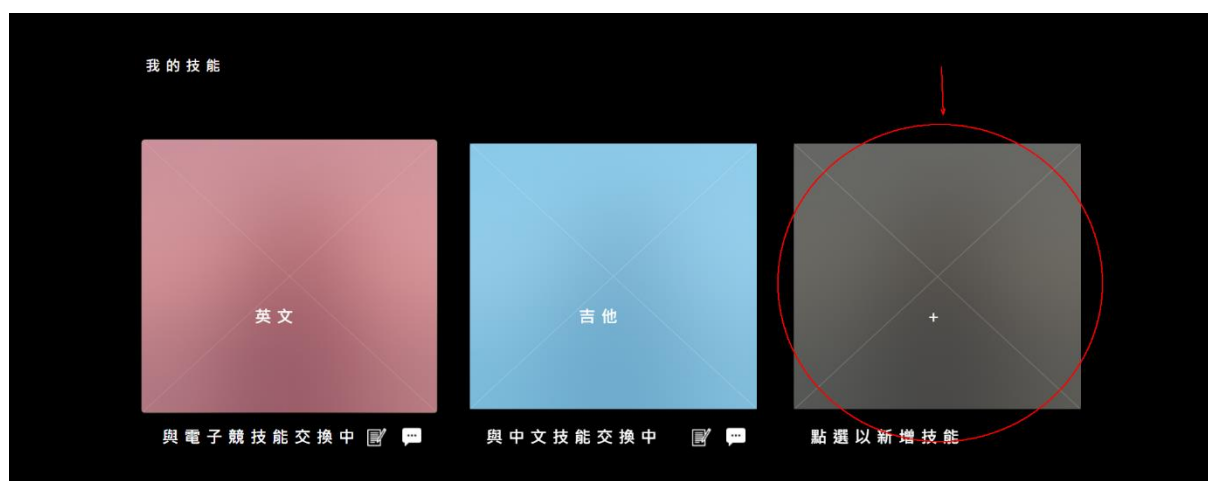 我的技能
英文
吉他
+
與電子競技能交換中
與中文技能交換中
點選以新增技能